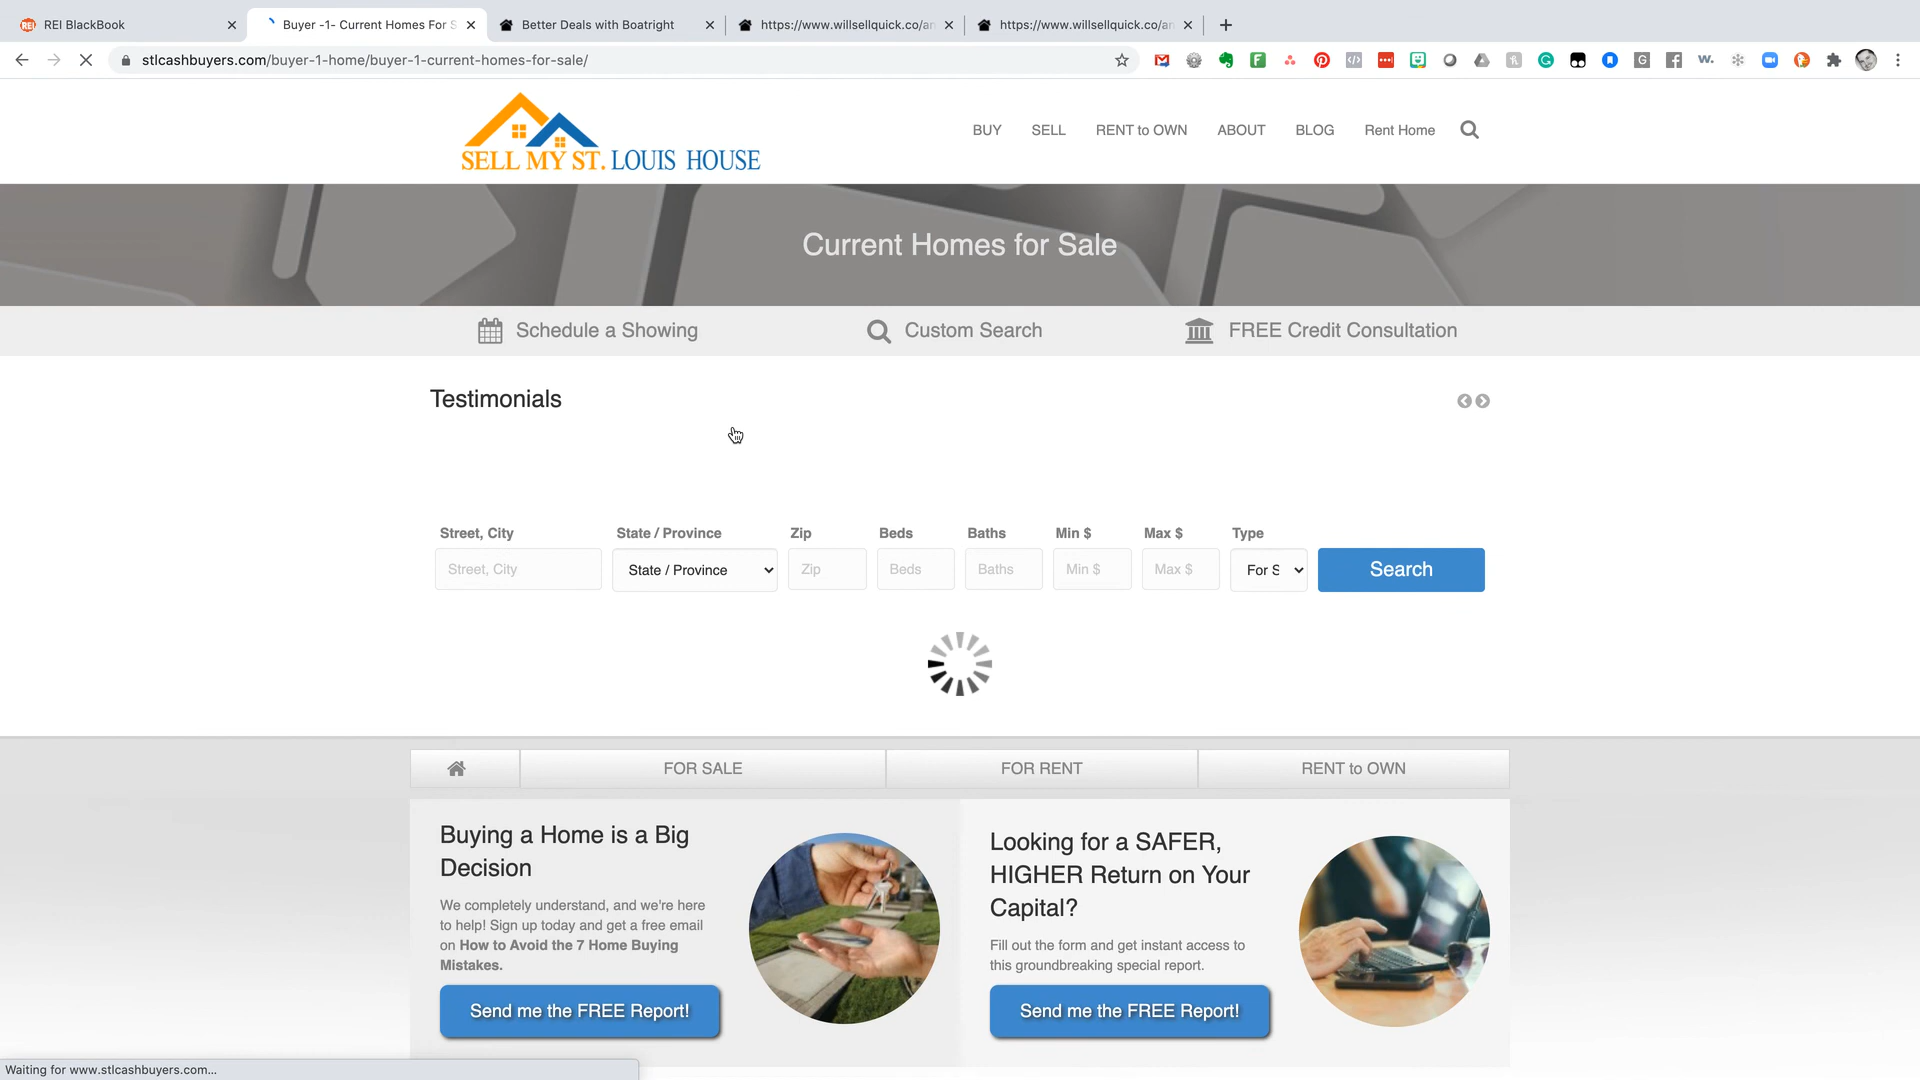 REI BlackBook
Buyer -1- Current Homes For S
Better Deals with Boatright
https://www.willsellquick.co/an
https://www.willsellquick.co/an
stlcashbuyers.com/buyer-1-home/buyer-1-current-homes-for-sale/
SELL MY ST. LOUIS HOUSE
BUY SELL RENT to OWN ABOUT BLOG Rent Home
Current Homes for Sale
Schedule a Showing
Custom Search
FREE Credit Consultation
Testimonials
Street, City State / Province Zip Beds Baths Min $ Max $ Type
Street, City State / Province Zip Beds Baths Min $ Max $ For S Search
FOR SALE FOR RENT RENT to OWN
Buying a Home is a Big
Decision
We completely understand, and we're here
to help! Sign up today and get a free email
on How to Avoid the 7 Home Buying
Mistakes.
Send me the FREE Report!
Looking for a SAFER,
HIGHER Return on Your
Capital?
Fill out the form and get instant access to
this groundbreaking special report.
Send me the FREE Report!
Waiting for www.stlcashbuyers.com...